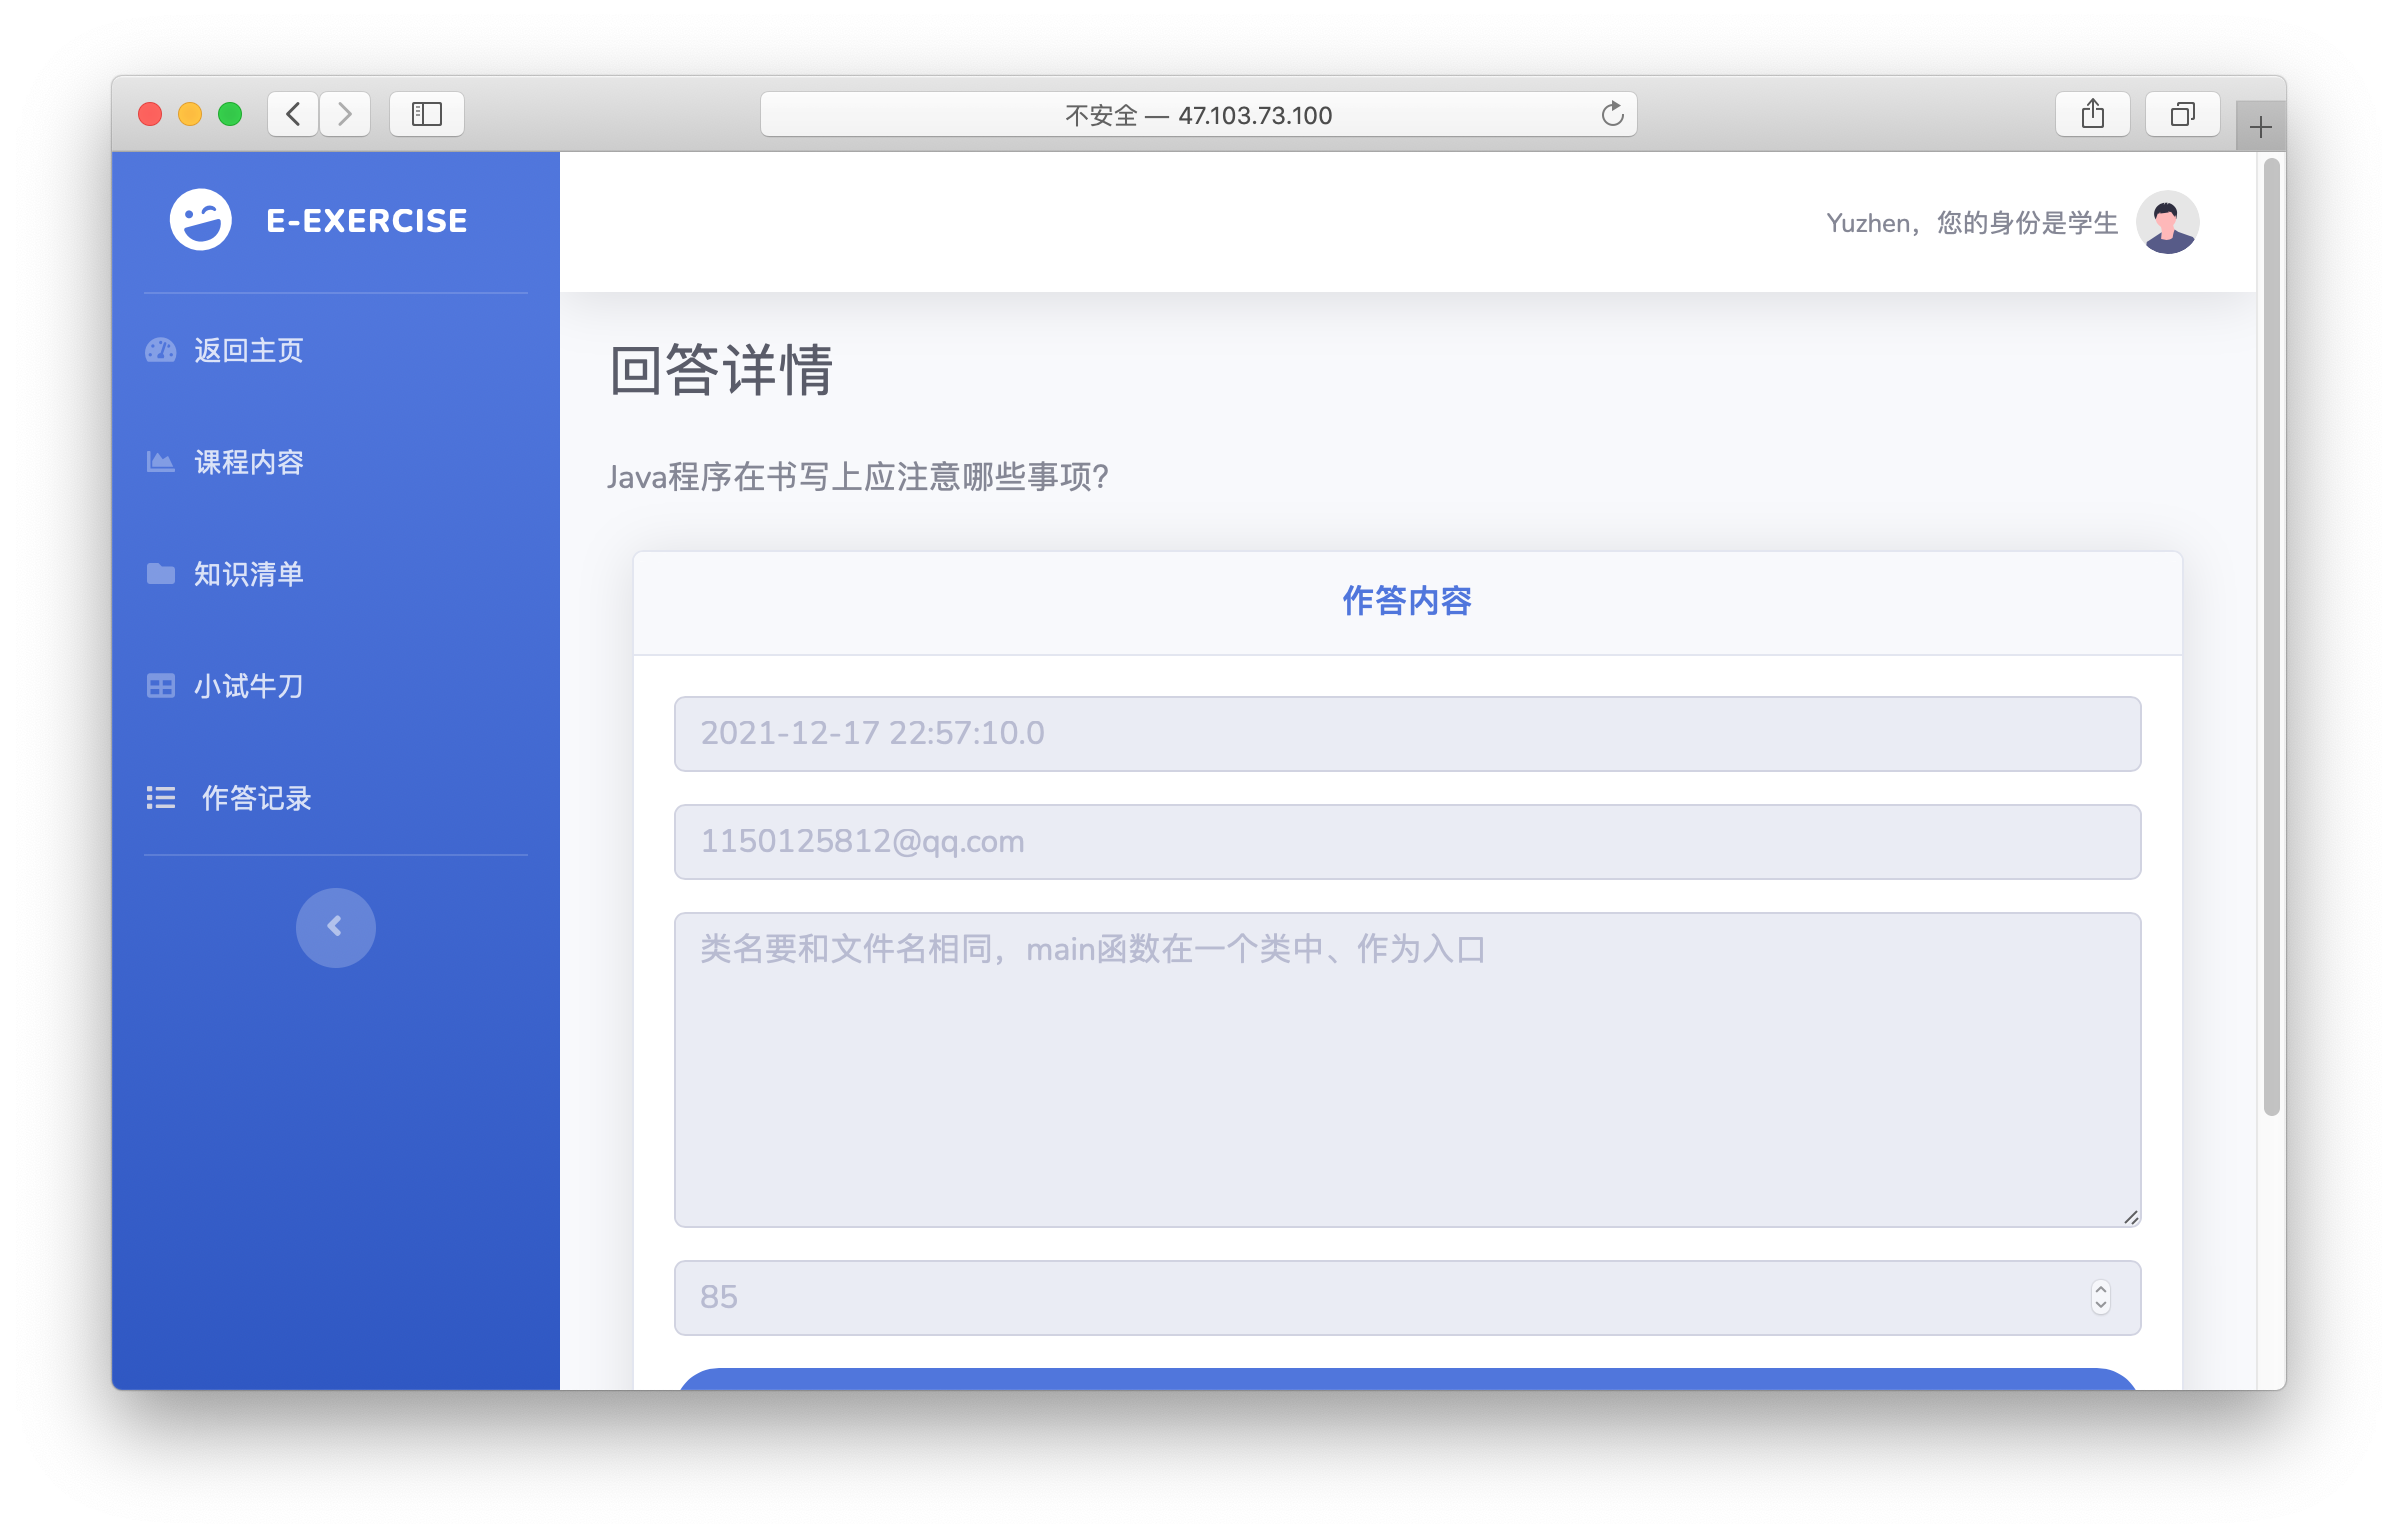 不安全 — 47.103.73.100
E-EXERCISE
Yuzhen，您的身份是学生
返回主页
课程内容
知识清单
小试牛刀
作答记录
回答详情
Java程序在书写上应注意哪些事项？
作答内容
2021-12-17 22:57:10.0
1150125812@qq.com
类名要和文件名相同，main函数在一个类中、作为入口
85